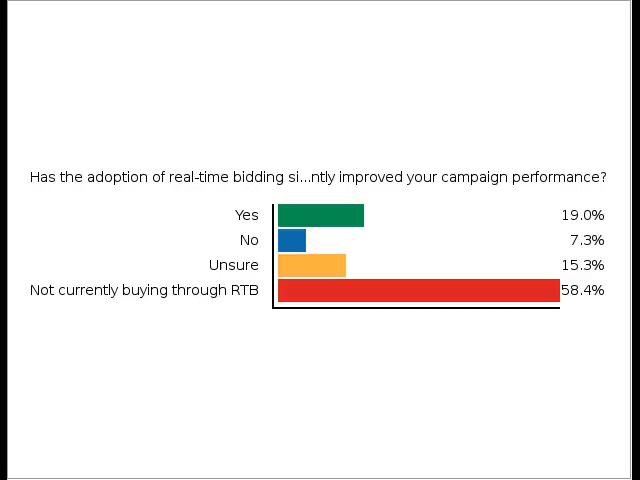 Has the adoption of real-time bidding si...ntly improved your campaign performance?
Yes 19.0%
No 7.3%
Unsure 15.3%
Not currently buying through RTB 58.4%